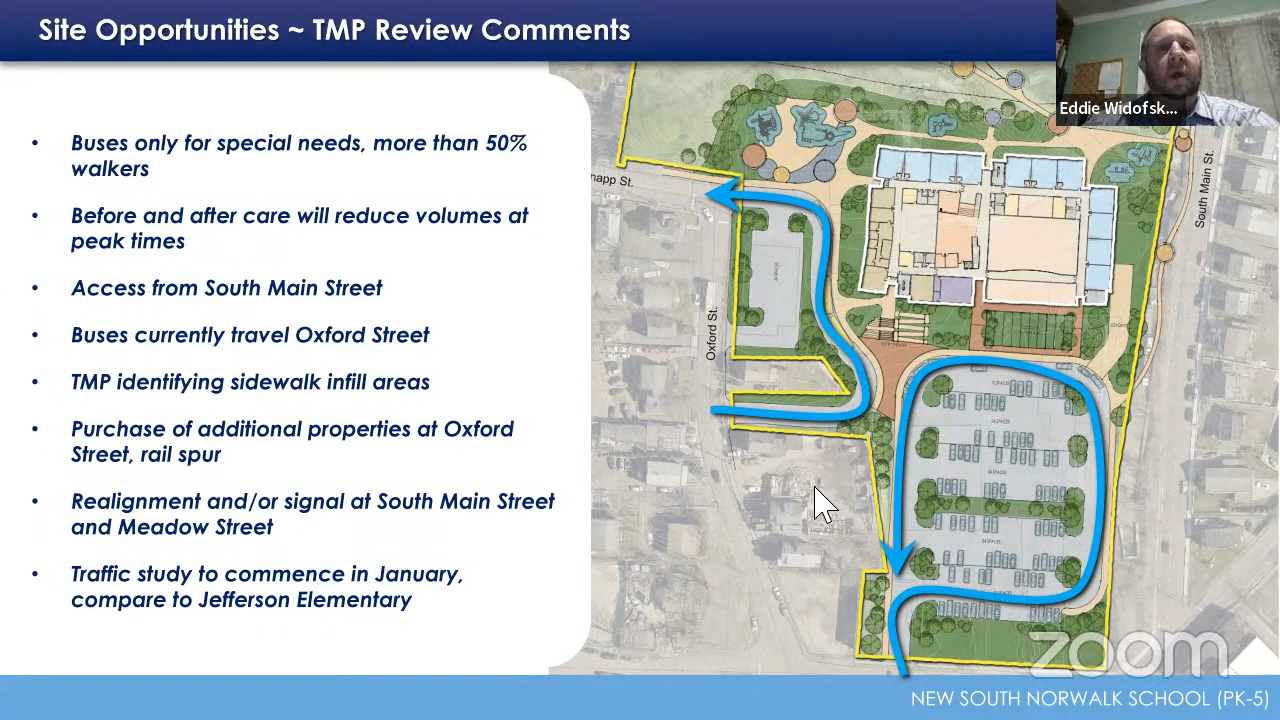 Site Opportunities ~ TMP Review Comments
Eddie Widofsk...
• Buses only for special needs, more than 50%
walkers
• Before and after care will reduce volumes at
peak times
• Access from South Main Street
• Buses currently travel Oxford Street
• TMP identifying sidewalk infill areas
• Purchase of additional properties at Oxford
Street, rail spur
• Realignment and/or signal at South Main Street
and Meadow Street
• Traffic study to commence in January,
compare to Jefferson Elementary
napp St.
South Main St.
Oxford St.
zoom
NEW SOUTH NORWALK SCHOOL (PK-5)